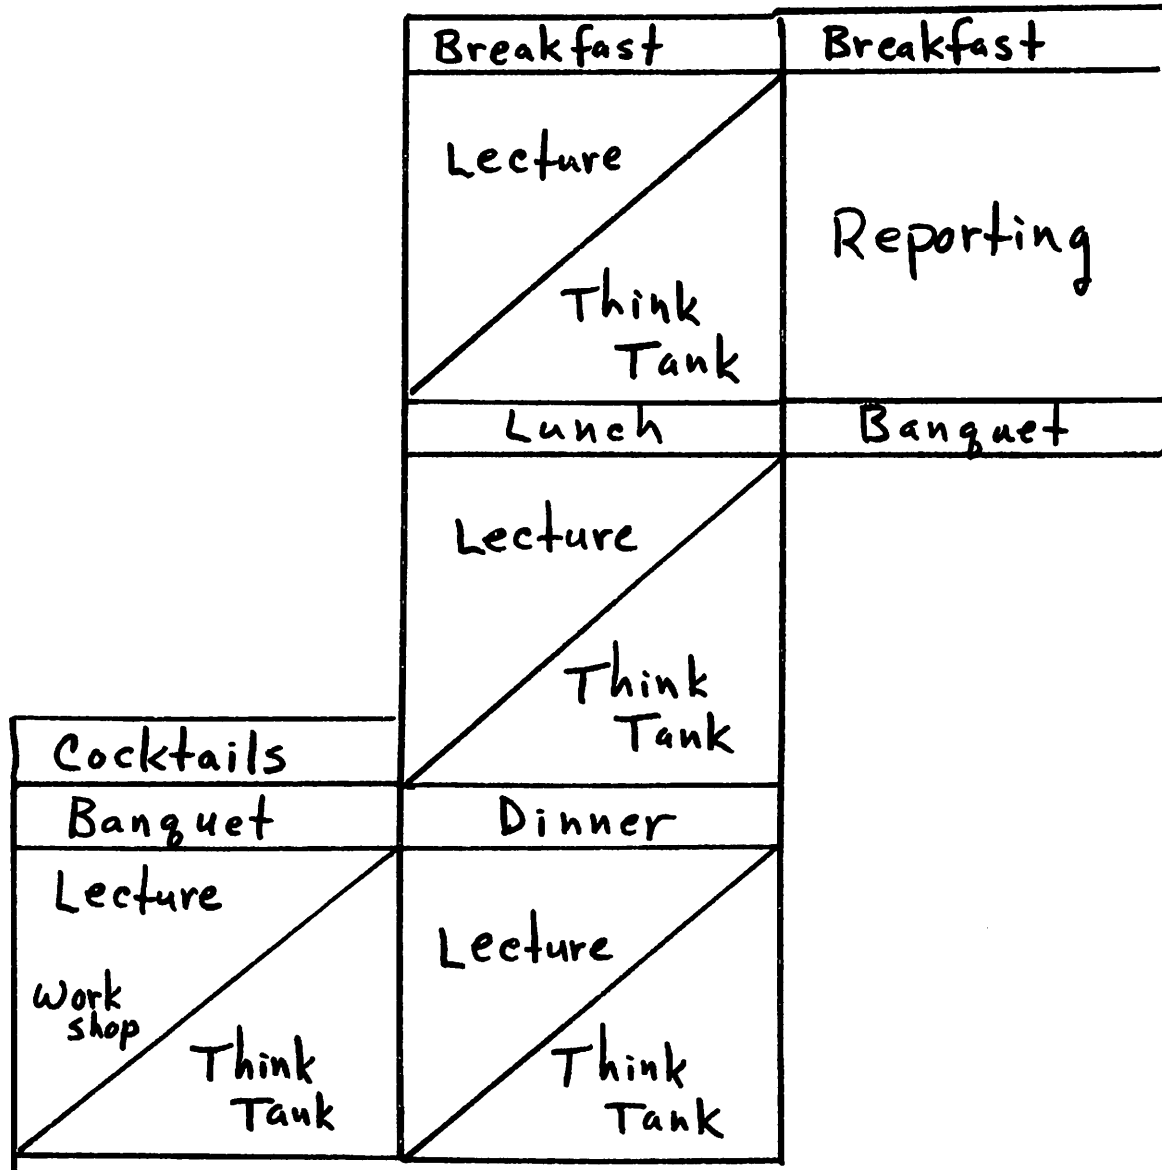 Breakfast
Lecture
Think
Tank
Lunch
Lecture
Think
Tank
Dinner
Lecture
Think
Tank
Breakfast
Reporting
Banquet
Cocktails
Banquet
Lecture
Work
shop
Think
Tank